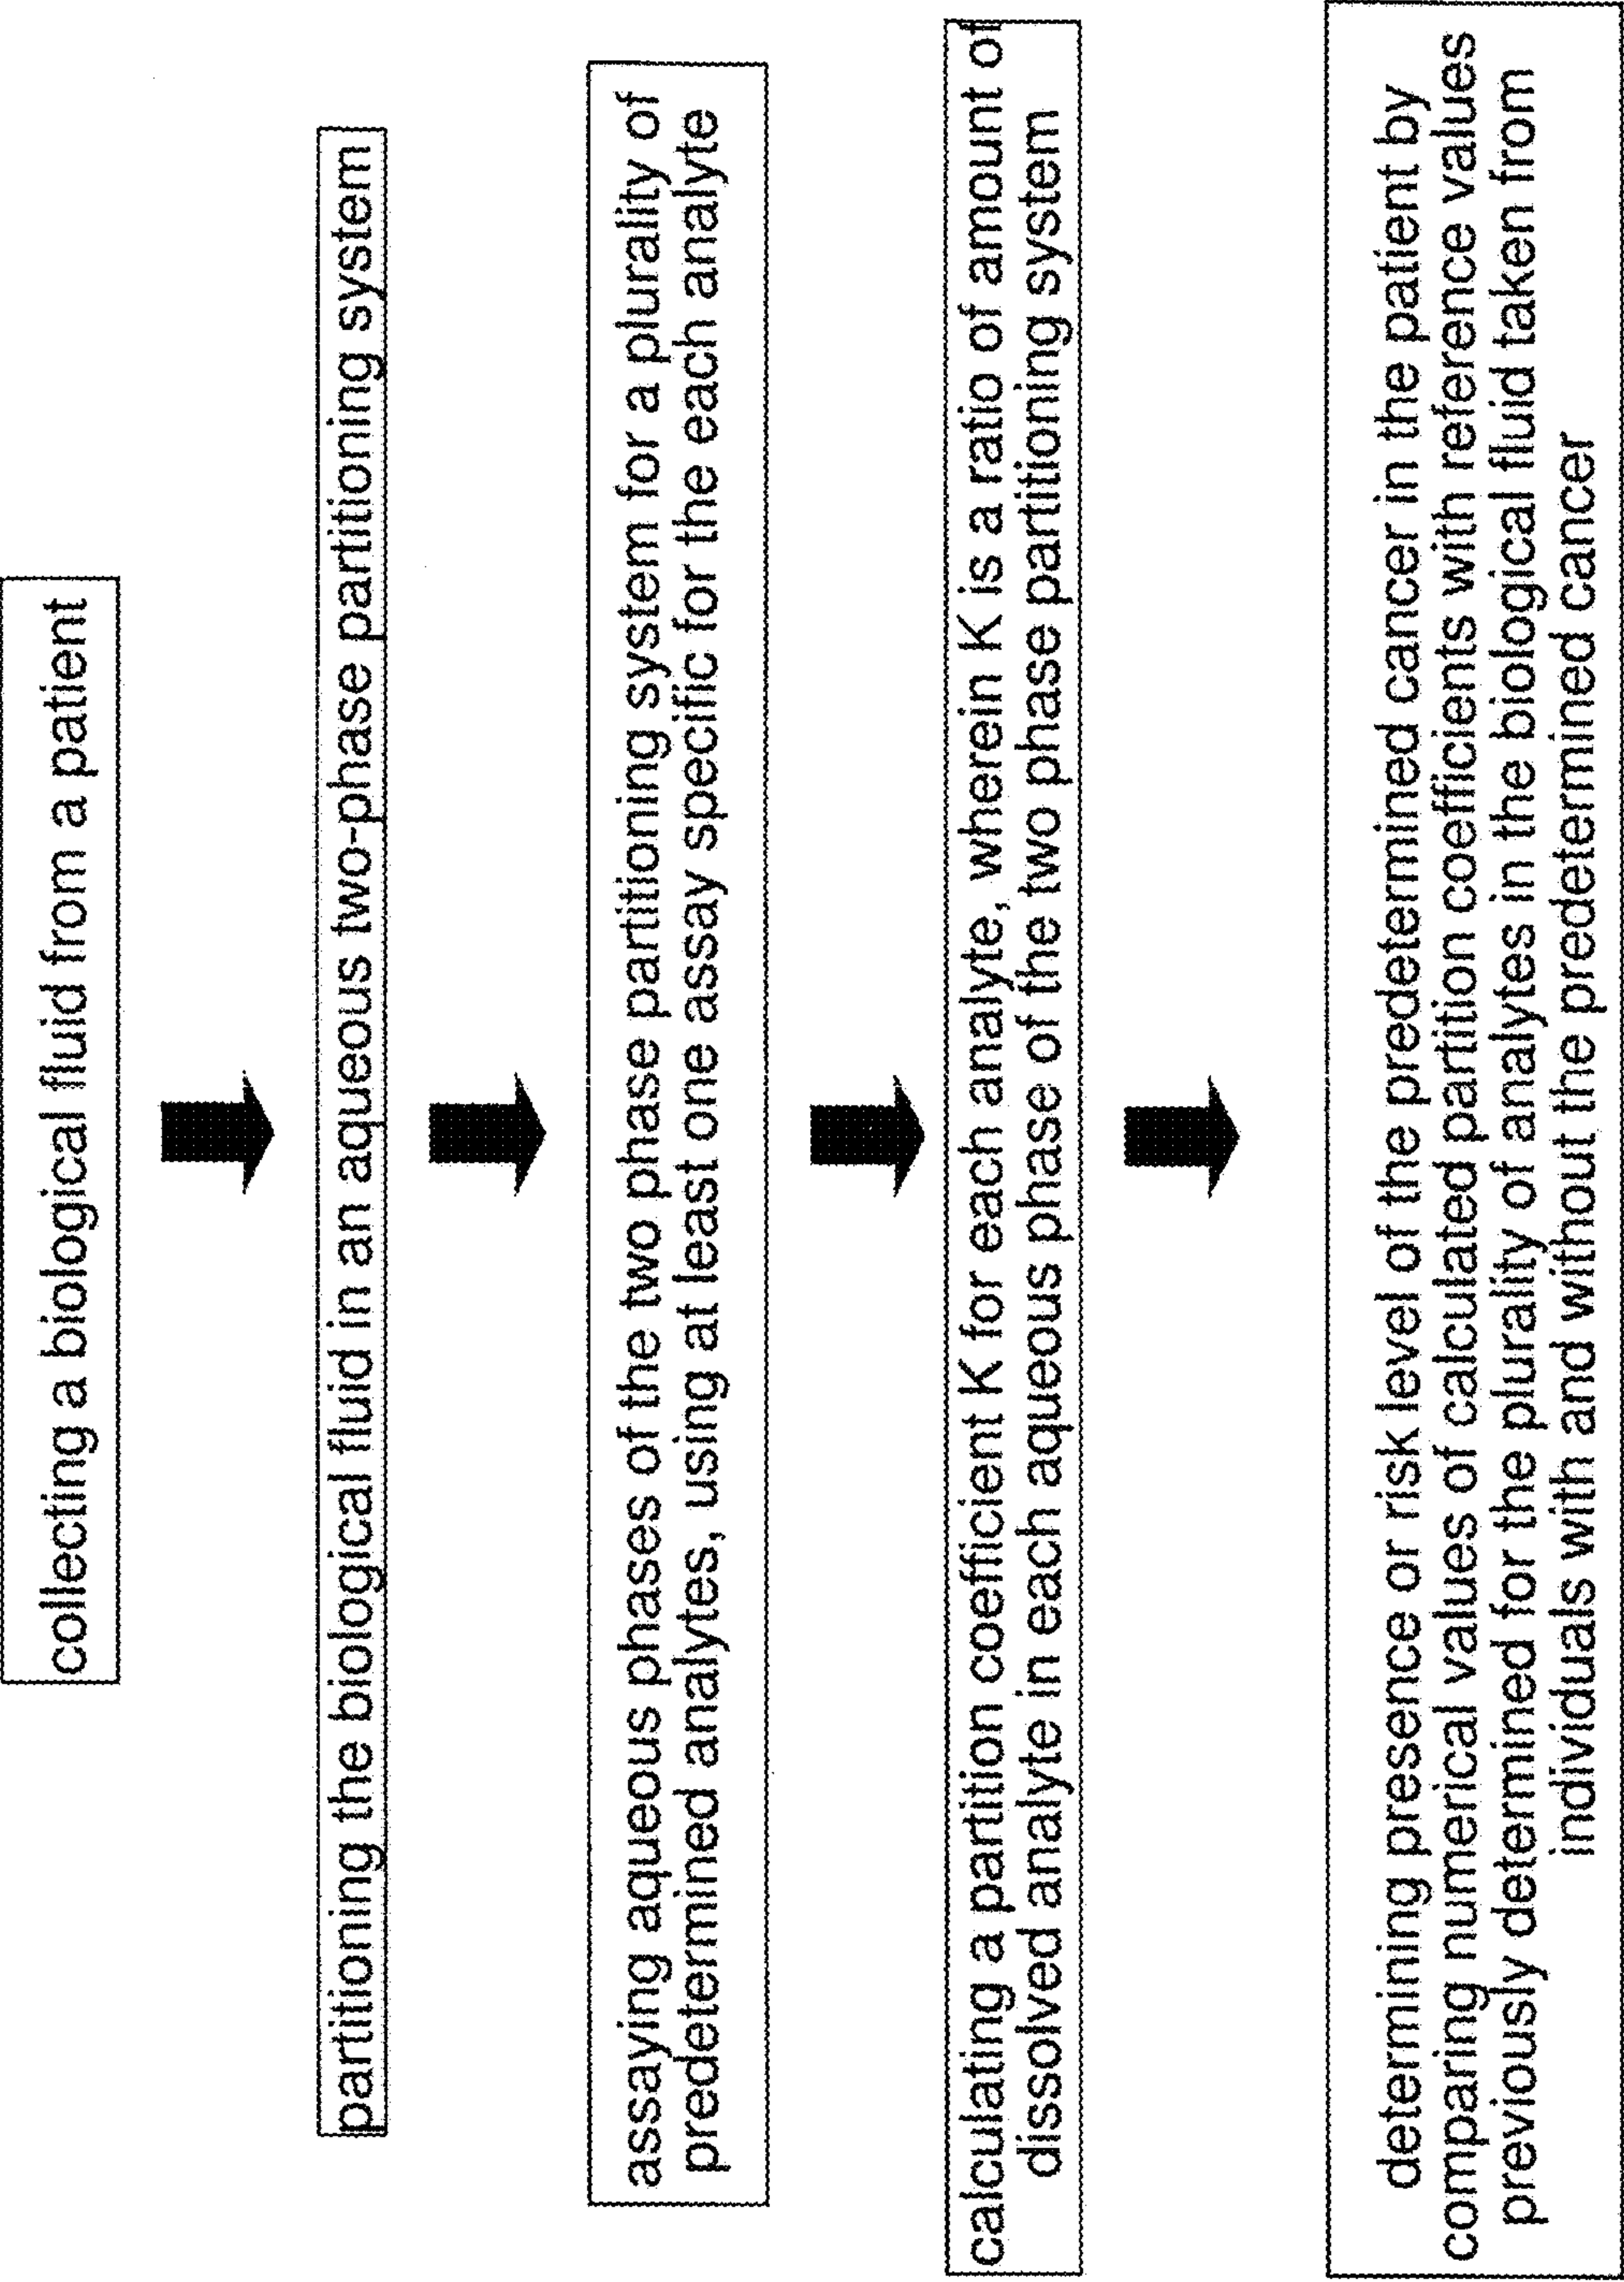 collecting a biological fluid from a patient
partitioning the biological fluid in an aqueous two-phase partitioning system
assaying aqueous phases of the two phase partitioning system for a plurality of
predetermined analytes, using at least one assay specific for the each analyte
calculating a partition coefficient K for each analyte, wherein K is a ratio of amount of
dissolved analyte in each aqueous phase of the two phase partitioning system
determining presence or risk level of the predetermined cancer in the patient by
comparing numerical values of calculated partition coefficients with reference values
previously determined for the plurality of analytes in the biological fluid taken from
individuals with and without the predetermined cancer